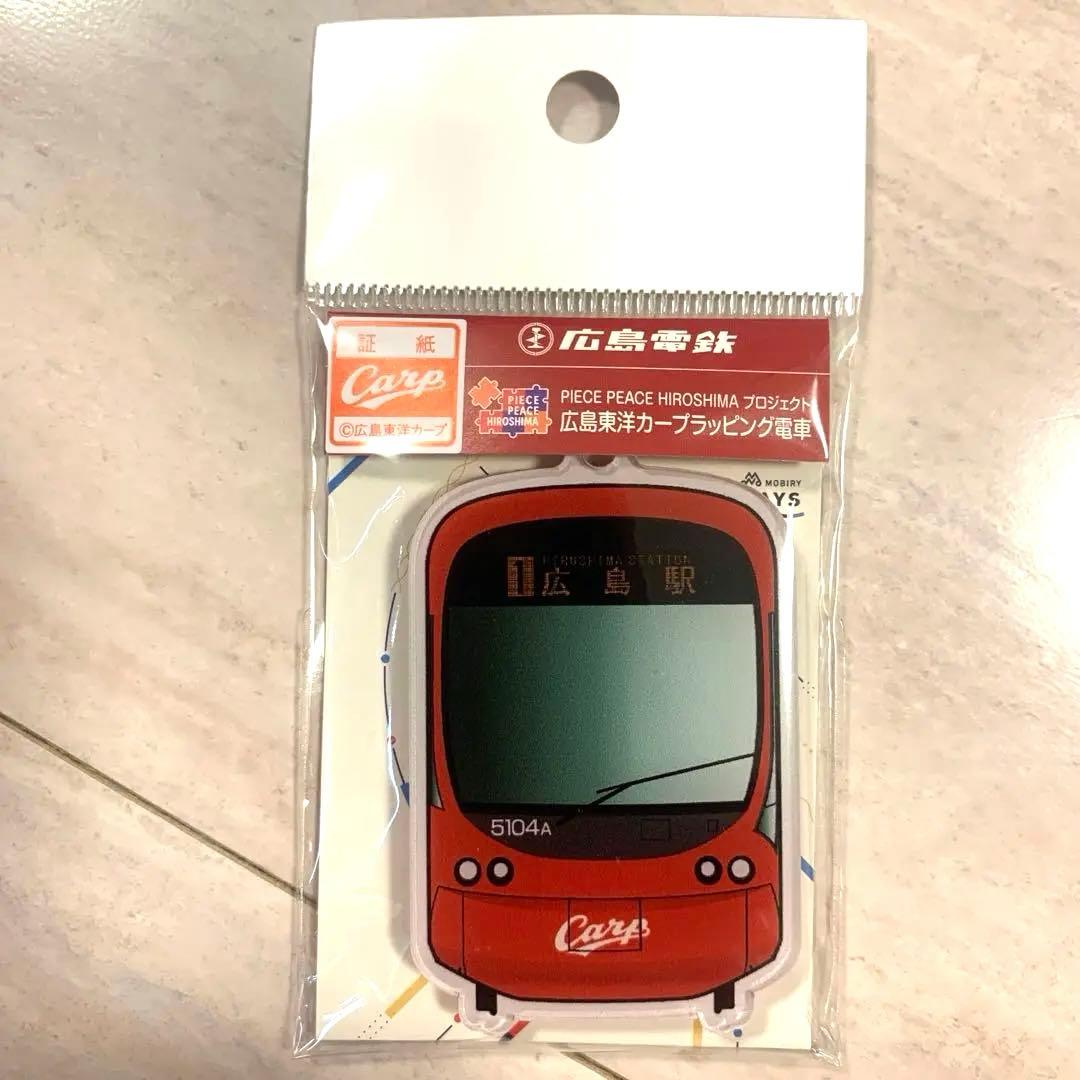 証 紙
Carp
©広島東洋カープ
広島電鉄
PIECE
PEACE
HIROSHIMA
PIECE PEACE HIROSHIMA プロジェクト
広島東洋カープラッピング電車
MOBIRY
AYS
HIROSHIMA STATION
1 広島駅
5104A
Carp